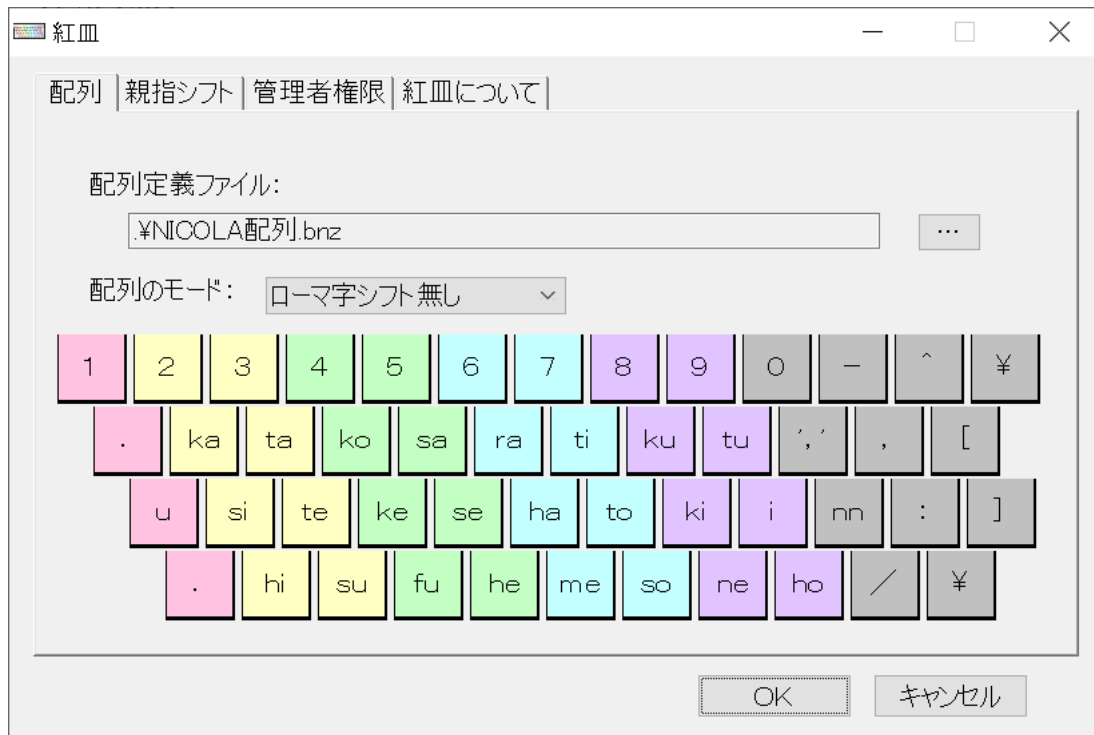 紅皿
配列 親指シフト 管理者権限 紅皿について
配列定義ファイル:
.¥NICOLA配列.bnz
...
配列のモード: ローマ字シフト無し
1 2 3 4 5 6 7 8 9 0 - ^ ¥
. ka ta ko sa ra ti ku tu ',' , [
u si te ke se ha to ki i nn : ]
. hi su fu he me so ne ho ／ ¥
OK キャンセル